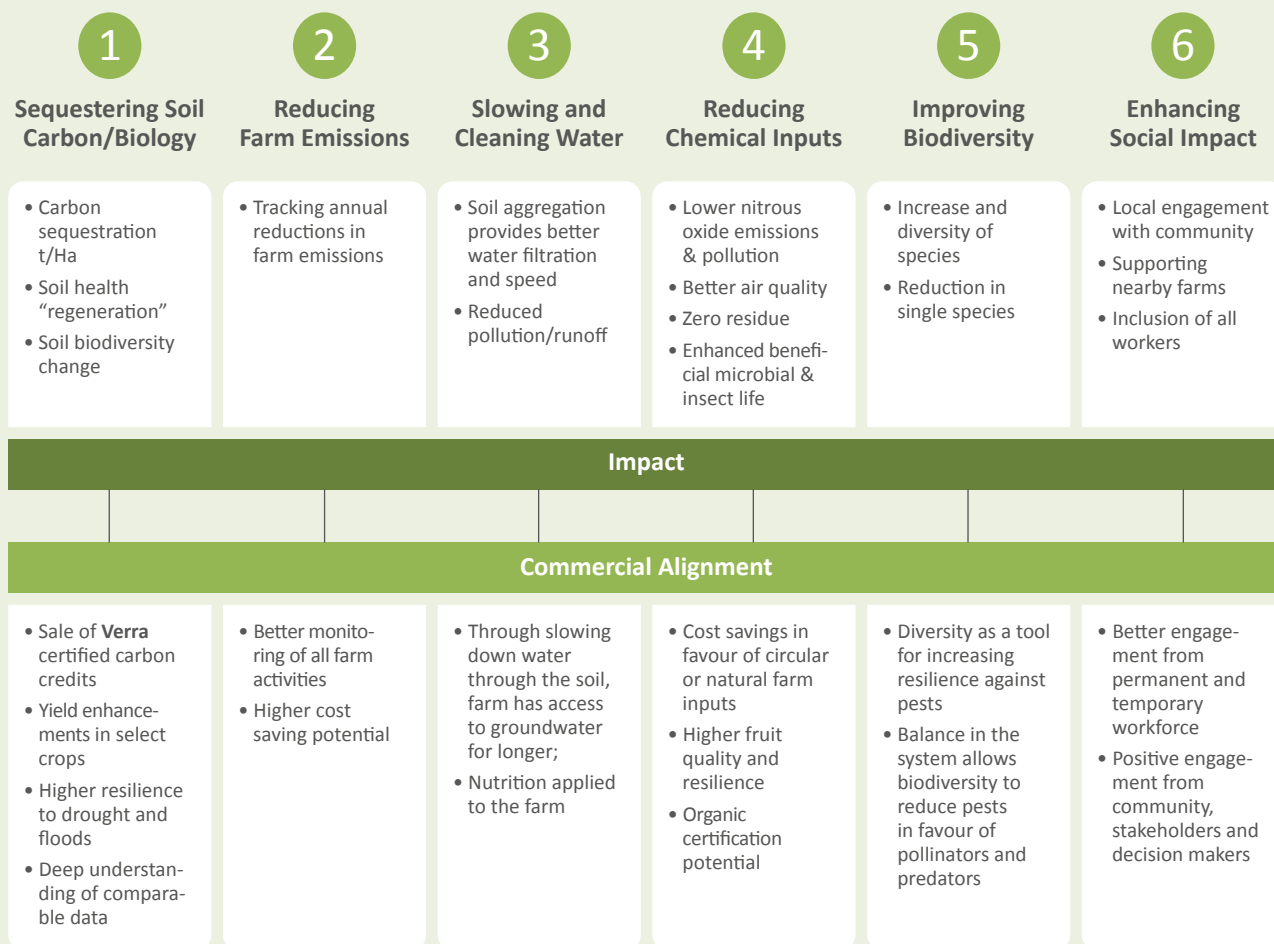 1
Sequestering Soil
Carbon/Biology
2
Reducing
Farm Emissions
3
Slowing and
Cleaning Water
4
Reducing
Chemical Inputs
5
Improving
Biodiversity
6
Enhancing
Social Impact
• Carbon
sequestration
t/Ha
• Soil health
“regeneration”
• Soil biodiversity
change
• Tracking annual
reductions in
farm emissions
• Soil aggregation
provides better
water filtration
and speed
• Reduced
pollution/runoff
• Lower nitrous
oxide emissions
& pollution
• Better air quality
• Zero residue
• Enhanced benefi-
cial microbial &
insect life
• Increase and
diversity of
species
• Reduction in
single species
• Local engagement
with community
• Supporting
nearby farms
• Inclusion of all
workers
Impact
Commercial Alignment
• Sale of Verra
certified carbon
credits
• Yield enhance-
ments in select
crops
• Higher resilience
to drought and
floods
• Deep understan-
ding of compara-
ble data
• Better monito-
ring of all farm
activities
• Higher cost
saving potential
• Through slowing
down water
through the soil,
farm has access
to groundwater
for longer;
• Nutrition applied
to the farm
• Cost savings in
favour of circular
or natural farm
inputs
• Higher fruit
quality and
resilience
• Organic
certification
potential
• Diversity as a tool
for increasing
resilience against
pests
• Balance in the
system allows
biodiversity to
reduce pests
in favour of
pollinators and
predators
• Better engage-
ment from
permanent and
temporary
workforce
• Positive engage-
ment from
community,
stakeholders and
decision makers